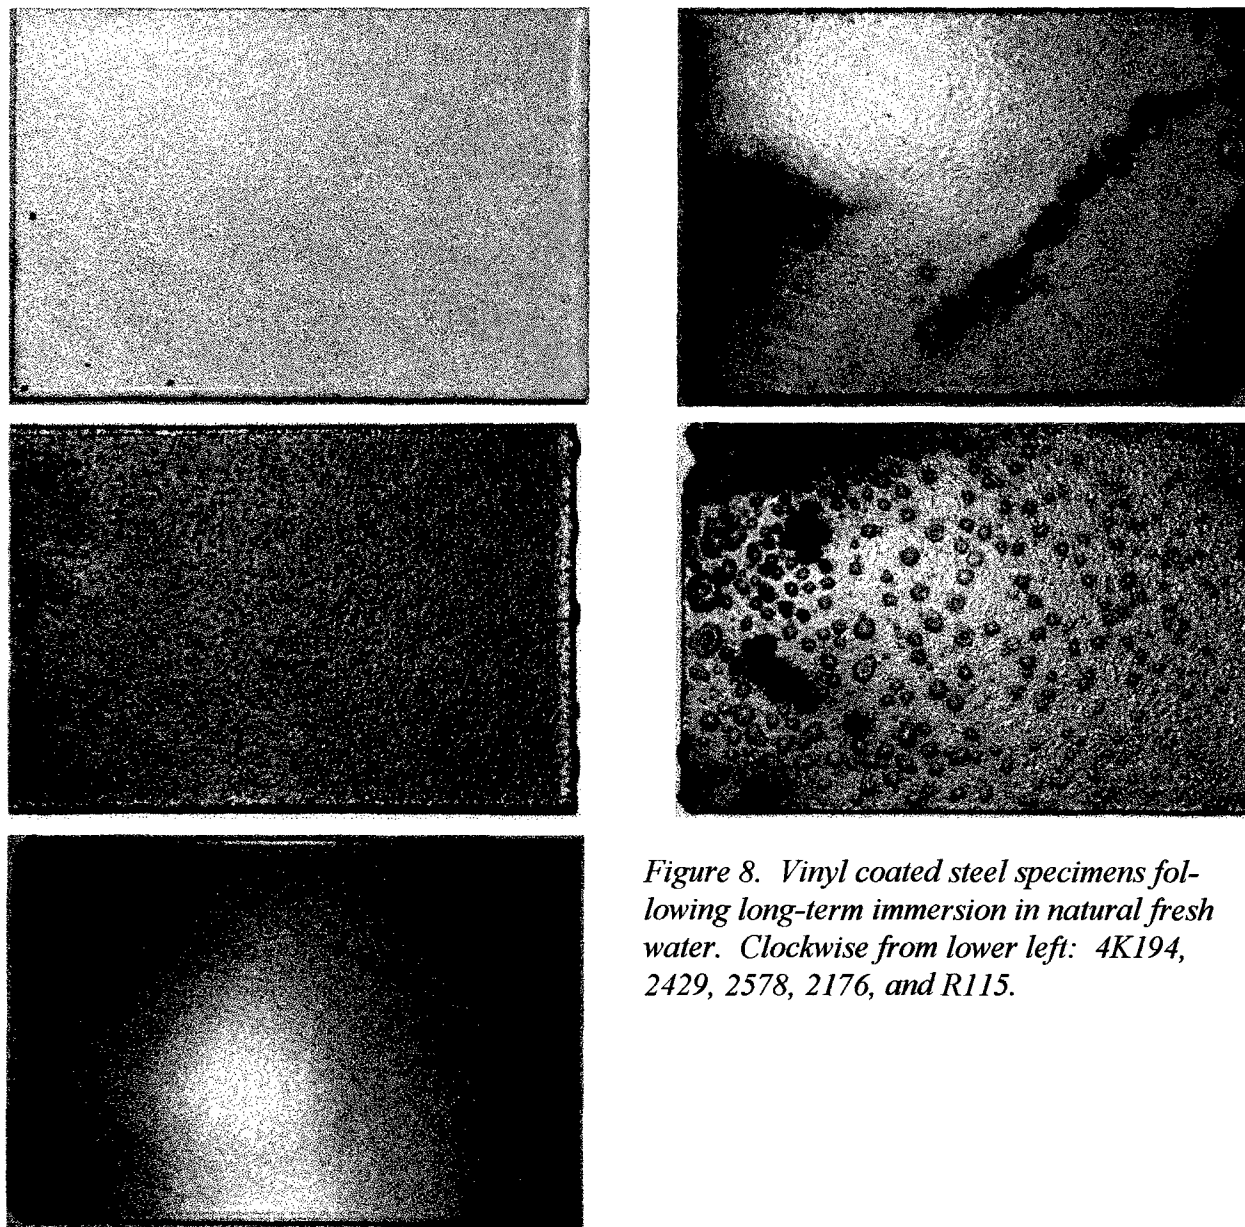 Figure 8. Vinyl coated steel specimens fol-
lowing long-term immersion in natural fresh
water. Clockwise from lower left: 4K194,
2429, 2578, 2176, and R115.